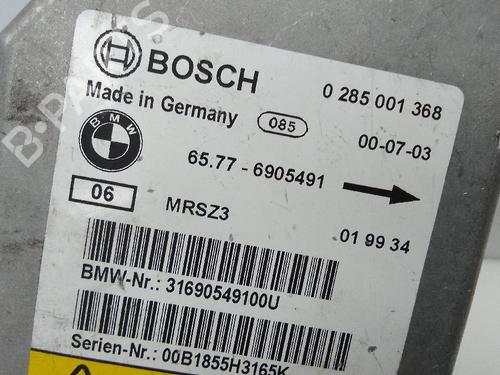 BOSCH
0 285 001 368
Made in Germany
085
00-07-03
BMW
65.77 - 6905491
06
MRSZ3
01 99 34
BMW-Nr.: 31690549100U
Serien-Nr.: 00B1855H3165K
B-PARTS